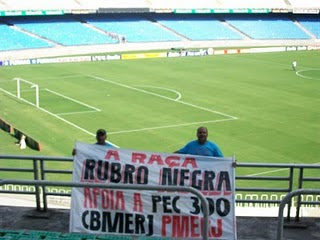 A RAÇA
RUBRO NEGRA
APOIA A PEC 300
(BMERJ PMERJ